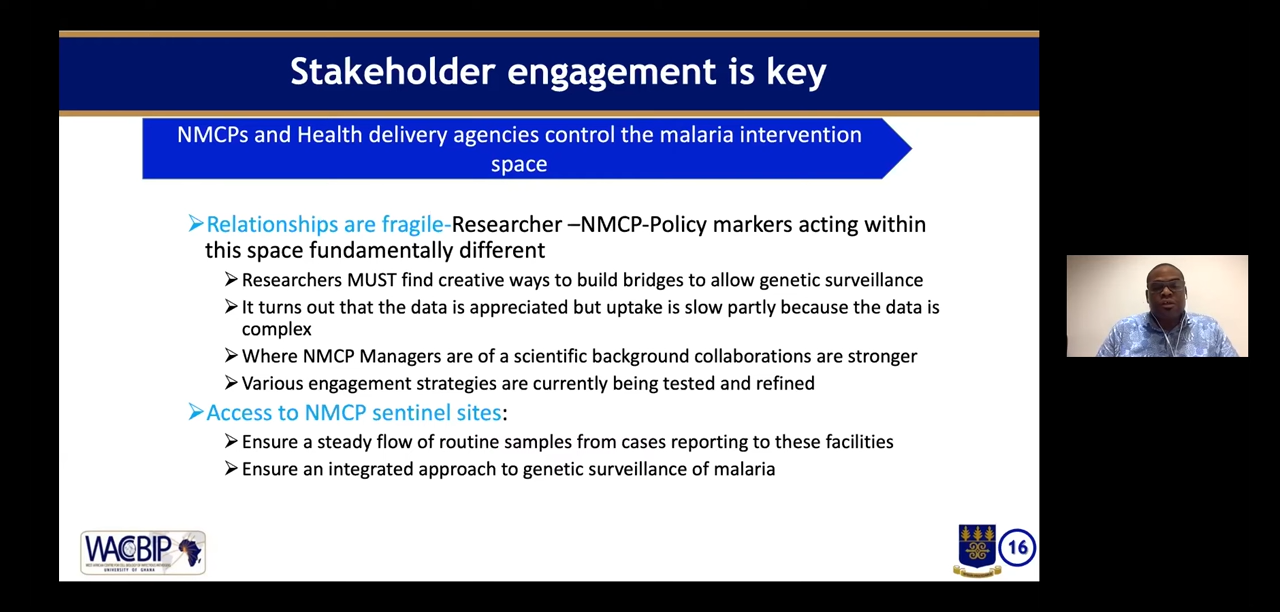 Stakeholder engagement is key
NMCPs and Health delivery agencies control the malaria intervention
space
Relationships are fragile-Researcher –NMCP-Policy markers acting within
this space fundamentally different
Researchers MUST find creative ways to build bridges to allow genetic surveillance
It turns out that the data is appreciated but uptake is slow partly because the data is
complex
Where NMCP Managers are of a scientific background collaborations are stronger
Various engagement strategies are currently being tested and refined
Access to NMCP sentinel sites:
Ensure a steady flow of routine samples from cases reporting to these facilities
Ensure an integrated approach to genetic surveillance of malaria
WACCBIP
UNIVERSITY OF GHANA
16